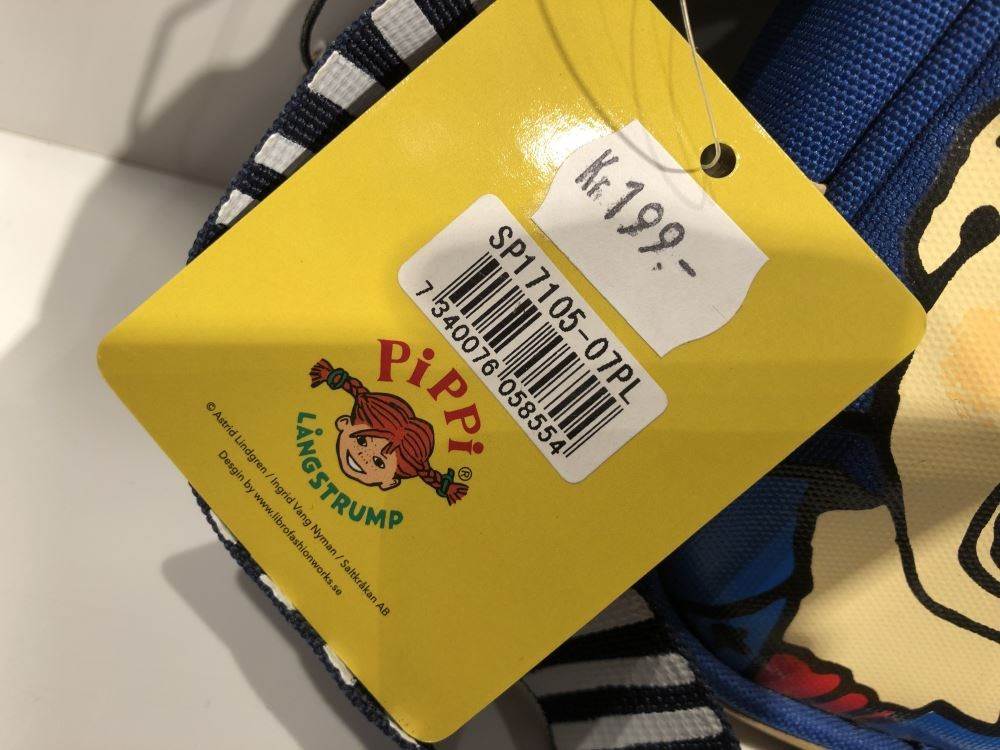 Kr. 199.-
SP17105-07PL
7 340076 058554
PiPPi
LÅNGSTRUMP
®
© Astrid Lindgren / Ingrid Vang Nyman / Saltkråkan AB
Desgin by www.librofashionworks.se